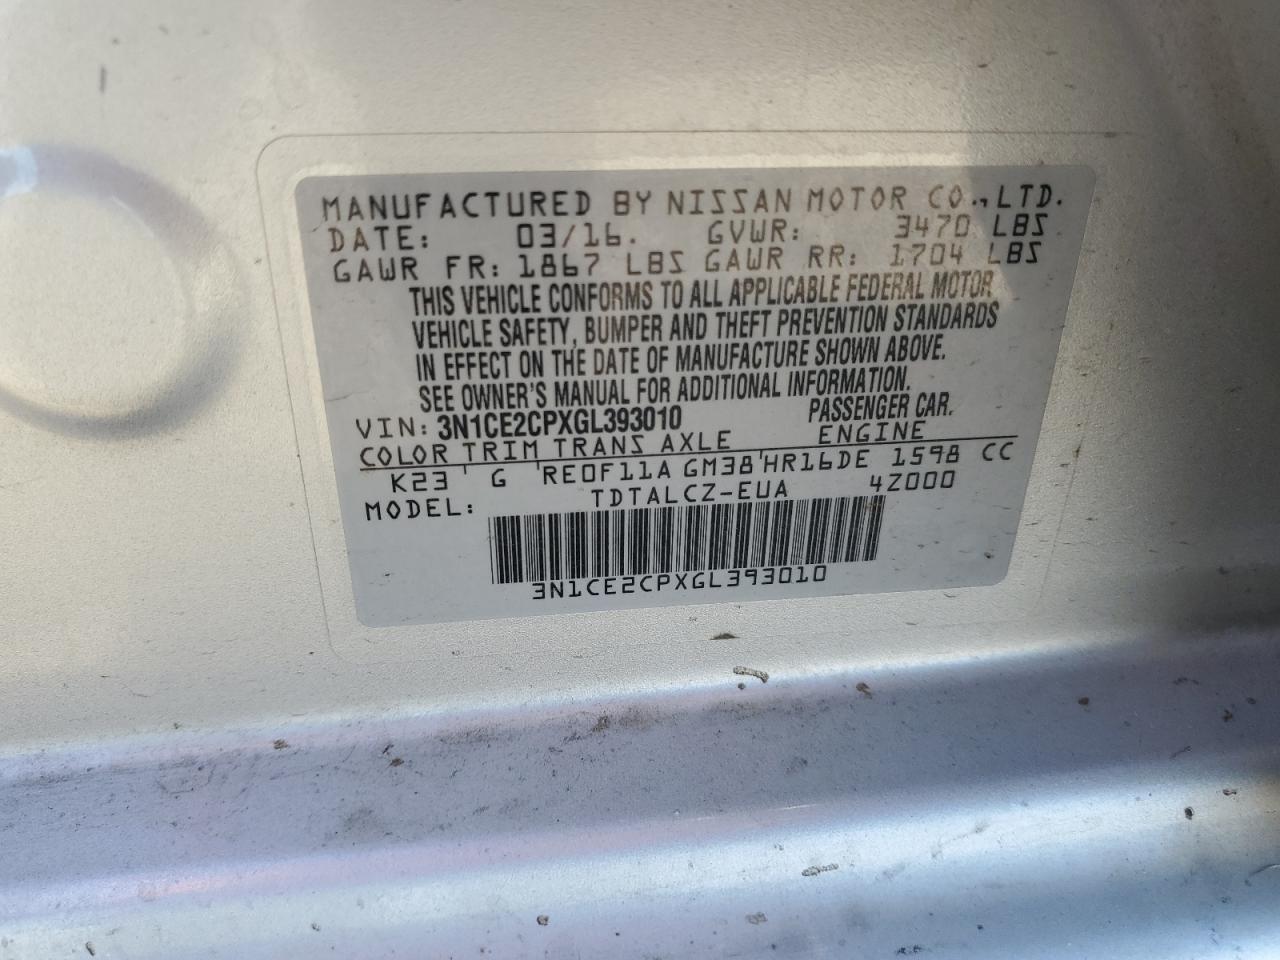 MANUFACTURED BY NISSAN MOTOR CO., LTD.
DATE: 03/16. GVWR: 3470 LBS
GAWR FR: 1867 LBS GAWR RR: 1704 LBS
THIS VEHICLE CONFORMS TO ALL APPLICABLE FEDERAL MOTOR
VEHICLE SAFETY, BUMPER AND THEFT PREVENTION STANDARDS
IN EFFECT ON THE DATE OF MANUFACTURE SHOWN ABOVE.
SEE OWNER'S MANUAL FOR ADDITIONAL INFORMATION.
VIN: 3N1CE2CPXGL393010 PASSENGER CAR.
COLOR TRIM TRANS AXLE ENGINE
K23 G RE0F11A GM38 HR16DE 1598 CC
MODEL: TDTALCZ-EUA 4Z000
3N1CE2CPXGL393010